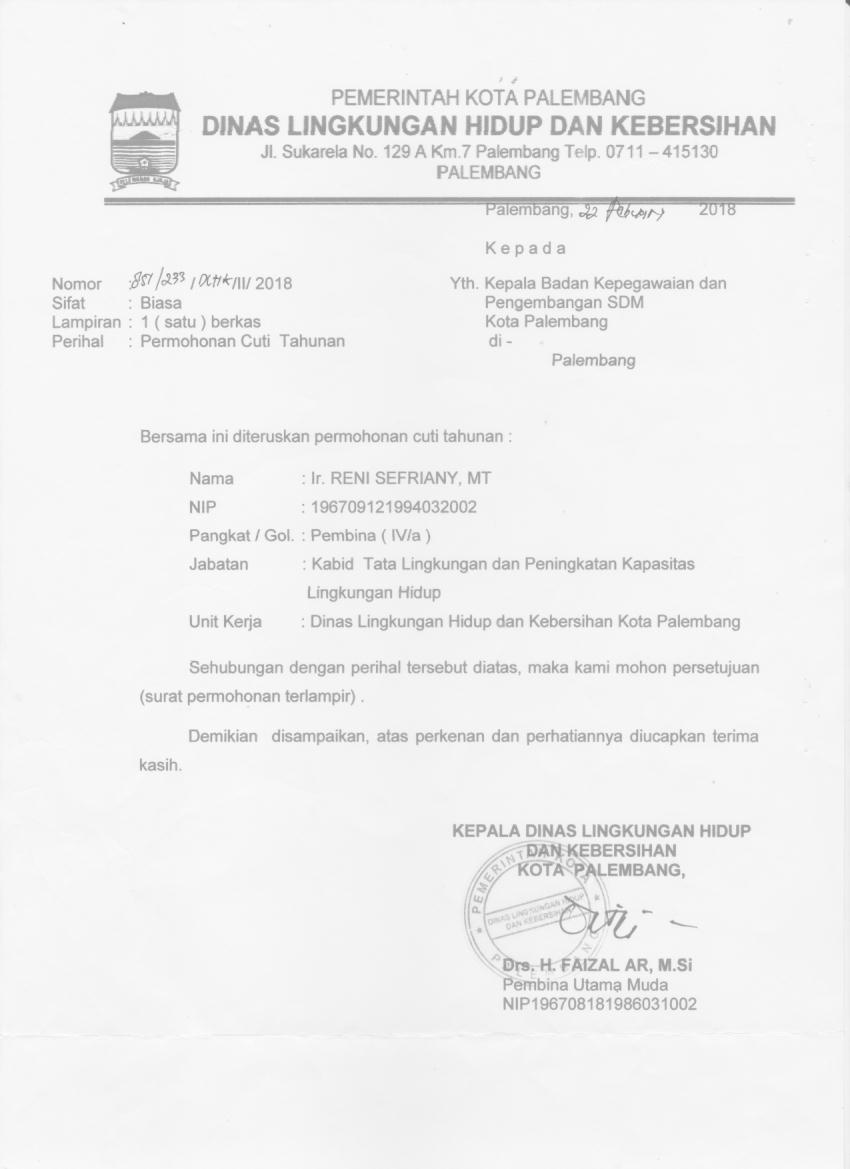 PEMERINTAH KOTA PALEMBANG
DINAS LINGKUNGAN HIDUP DAN KEBERSIHAN
Jl. Sukarela No. 129 A Km.7 Palembang Telp. 0711 – 415130
PALEMBANG
Palembang, 22 Februari 2018
K e p a d a
Nomor : 851/233 / DLHK/II/ 2018
Sifat : Biasa
Lampiran : 1 ( satu ) berkas
Perihal : Permohonan Cuti Tahunan
Yth. Kepala Badan Kepegawaian dan
Pengembangan SDM
Kota Palembang
di -
Palembang
Bersama ini diteruskan permohonan cuti tahunan :
Nama : Ir. RENI SEFRIANY, MT
NIP : 196709121994032002
Pangkat / Gol. : Pembina ( IV/a )
Jabatan : Kabid Tata Lingkungan dan Peningkatan Kapasitas
Lingkungan Hidup
Unit Kerja : Dinas Lingkungan Hidup dan Kebersihan Kota Palembang
Sehubungan dengan perihal tersebut diatas, maka kami mohon persetujuan
(surat permohonan terlampir) .
Demikian disampaikan, atas perkenan dan perhatiannya diucapkan terima
kasih.
KEPALA DINAS LINGKUNGAN HIDUP
DAN KEBERSIHAN
KOTA PALEMBANG,
PEMERINTAH KOTA
DINAS LINGKUNGAN HIDUP
DAN KEBERSIHAN
PALEMBANG
Drs. H. FAIZAL AR, M.Si
Pembina Utama Muda
NIP196708181986031002